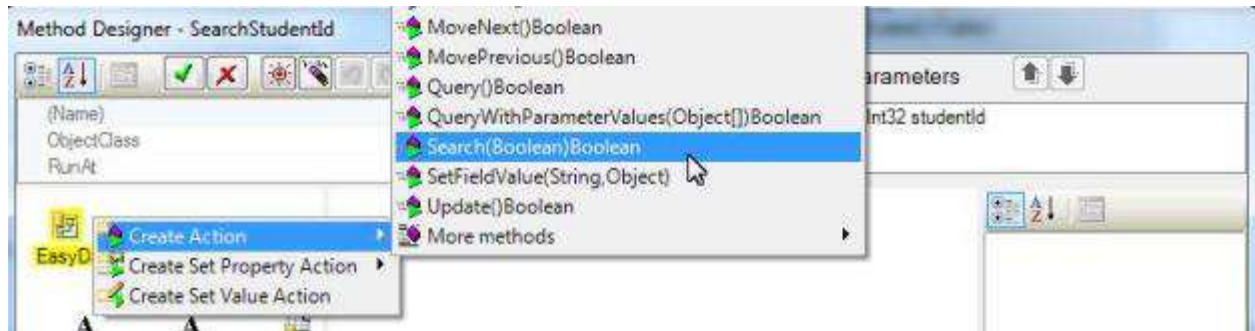 Method Designer - SearchStudentId
MoveNext()Boolean
MovePrevious()Boolean
Query()Boolean
QueryWithParameterValues(Object[])Boolean
Search(Boolean)Boolean
SetFieldValue(String,Object)
Update()Boolean
More methods
(Name)
ObjectClass
RunAt
arameters
Int32 studentId
EasyD
Create Action
Create Set Property Action
Create Set Value Action
A A